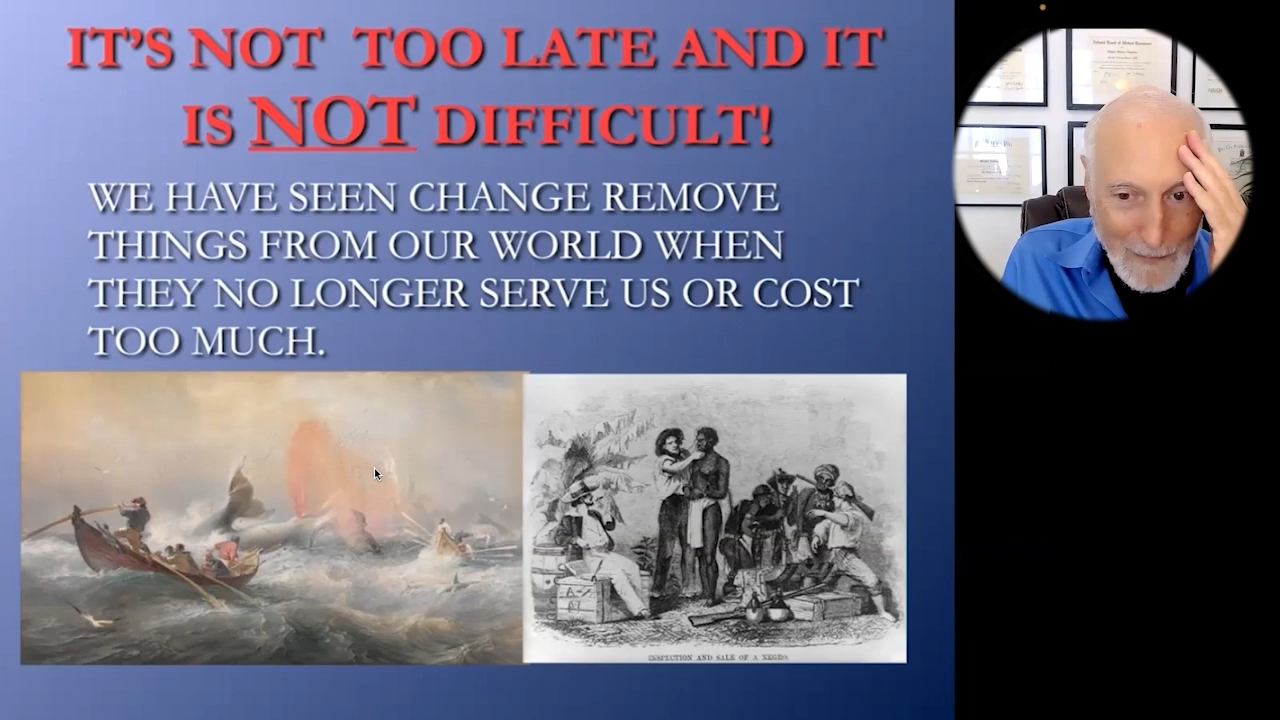 IT'S NOT TOO LATE AND IT
IS NOT DIFFICULT!
WE HAVE SEEN CHANGE REMOVE
THINGS FROM OUR WORLD WHEN
THEY NO LONGER SERVE US OR COST
TOO MUCH.
INSPECTION AND SALE OF A NEGRO.